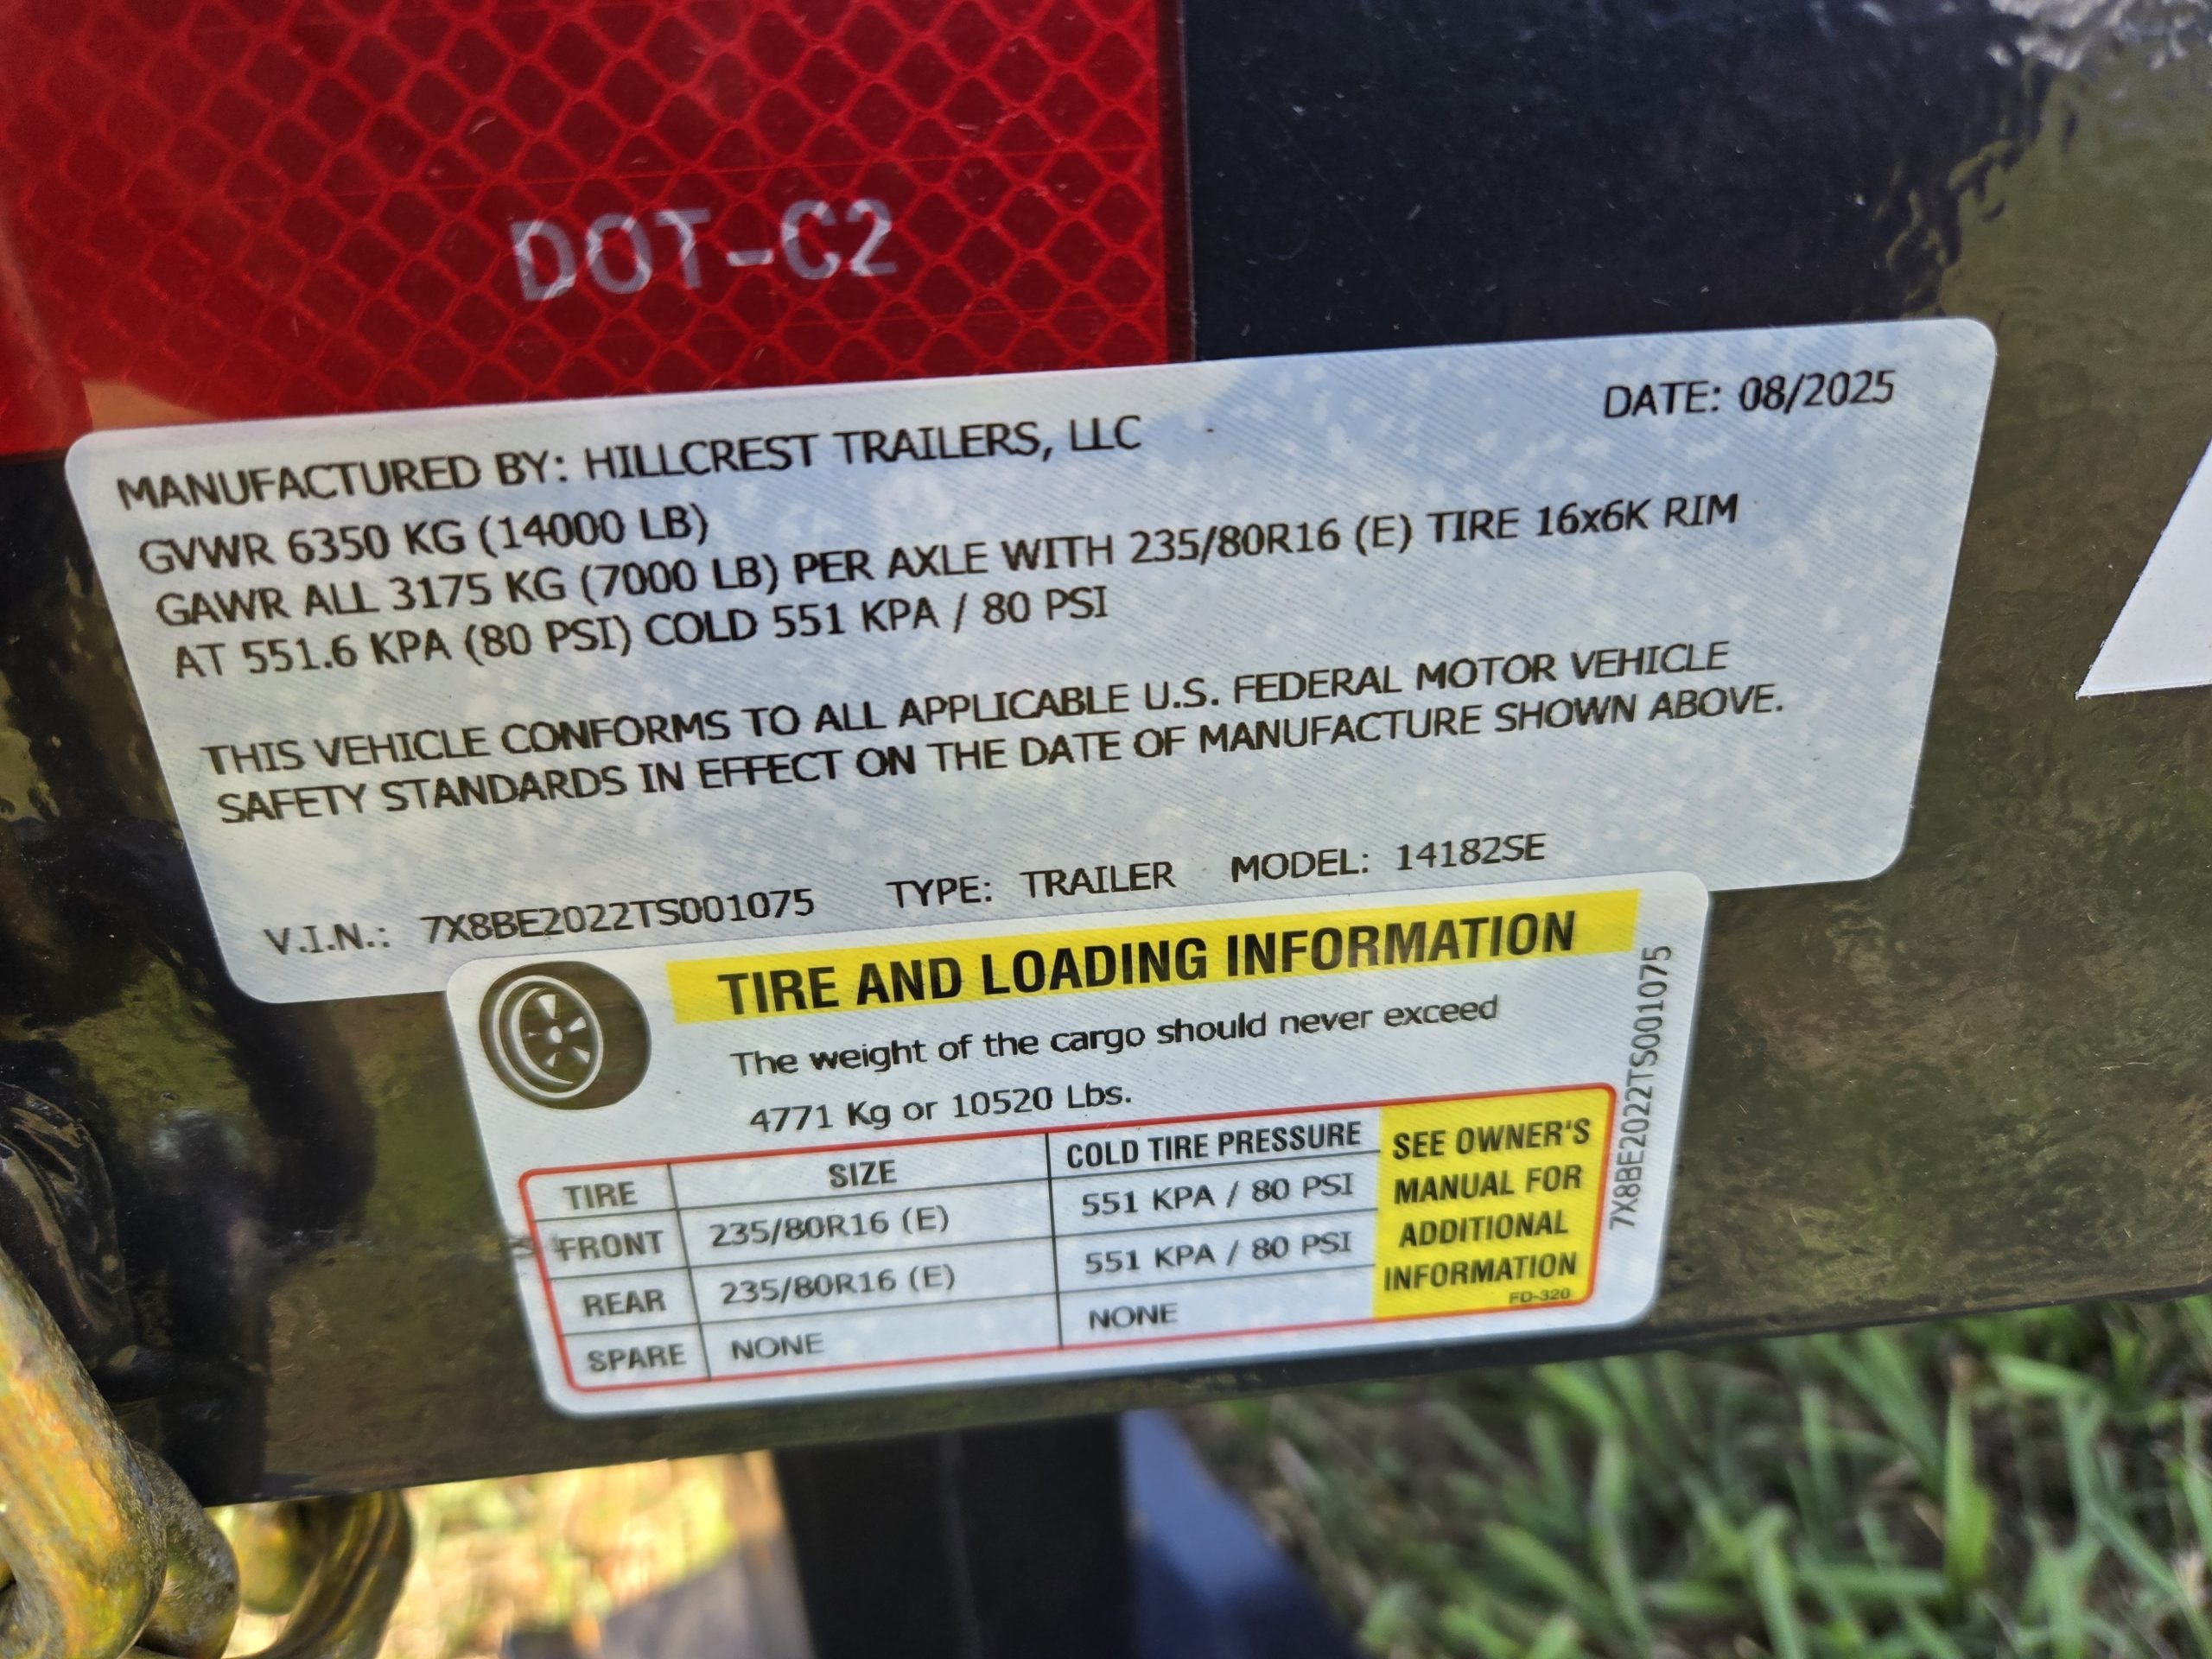 DOT-C2
MANUFACTURED BY: HILLCREST TRAILERS, LLC DATE: 08/2025
GVWR 6350 KG (14000 LB)
GAWR ALL 3175 KG (7000 LB) PER AXLE WITH 235/80R16 (E) TIRE 16x6K RIM
AT 551.6 KPA (80 PSI) COLD 551 KPA / 80 PSI
THIS VEHICLE CONFORMS TO ALL APPLICABLE U.S. FEDERAL MOTOR VEHICLE
SAFETY STANDARDS IN EFFECT ON THE DATE OF MANUFACTURE SHOWN ABOVE.
V.I.N.: 7X8BE2022TS001075 TYPE: TRAILER MODEL: 14182SE
TIRE AND LOADING INFORMATION
The weight of the cargo should never exceed
4771 Kg or 10520 Lbs.
TIRE SIZE COLD TIRE PRESSURE
FRONT 235/80R16 (E) 551 KPA / 80 PSI
REAR 235/80R16 (E) 551 KPA / 80 PSI
SPARE NONE NONE
SEE OWNER'S
MANUAL FOR
ADDITIONAL
INFORMATION
FD-320
7X8BE2022TS001075